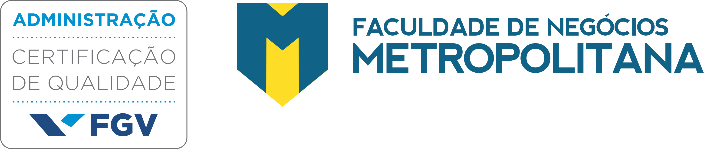 ADMINISTRAÇÃO
CERTIFICAÇÃO
DE QUALIDADE
FGV
FACULDADE DE NEGÓCIOS
METROPOLITANA